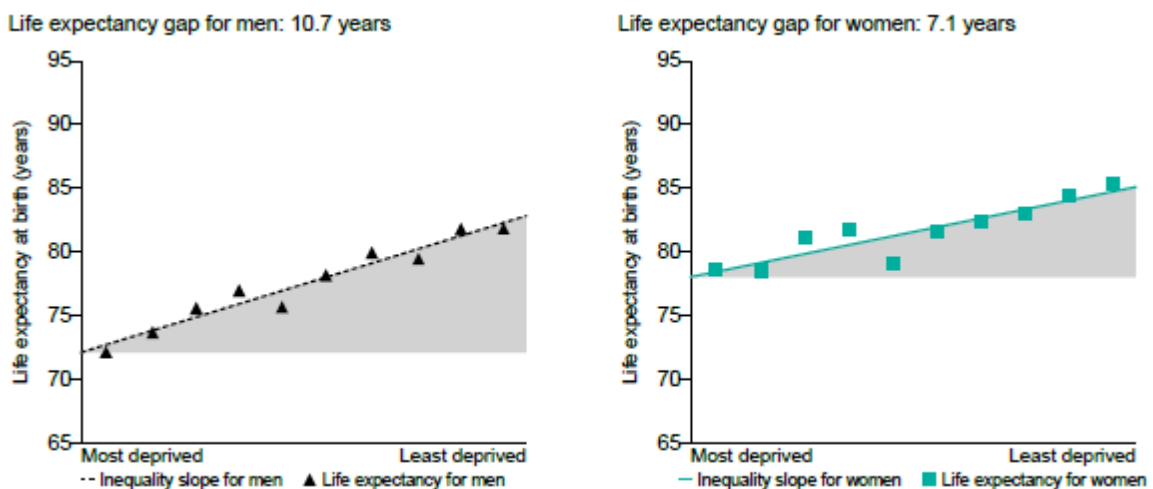 Life expectancy gap for men: 10.7 years
Life expectancy at birth (years)
95
90
85
80
75
70
65
Most deprived Least deprived
Inequality slope for men Life expectancy for men
Life expectancy gap for women: 7.1 years
Life expectancy at birth (years)
95
90
85
80
75
70
65
Most deprived Least deprived
Inequality slope for women Life expectancy for women